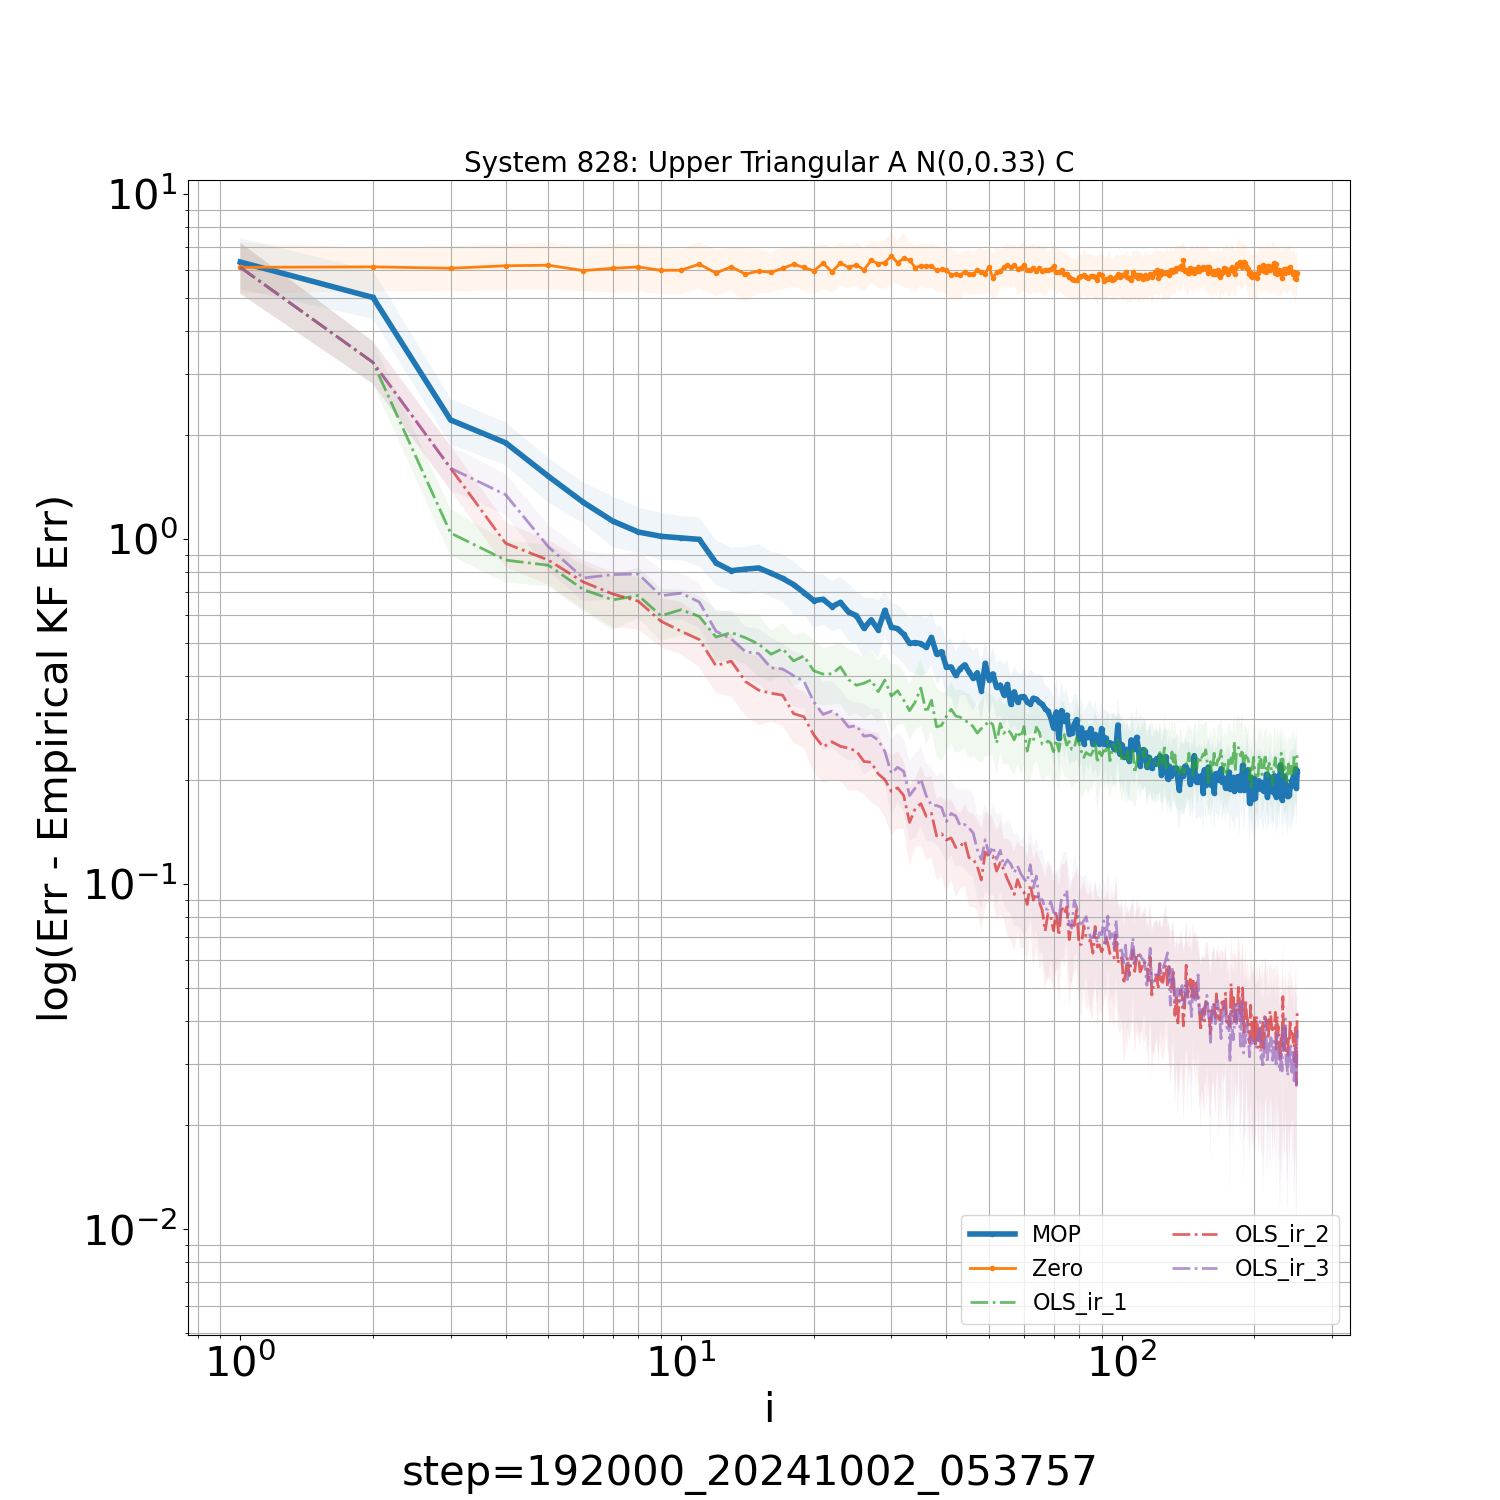 System 828: Upper Triangular A N(0,0.33) C
log(Err - Empirical KF Err)
10¹
10⁰
10⁻¹
10⁻²
MOP
Zero
OLS_ir_1
OLS_ir_2
OLS_ir_3
10⁰ 10¹ 10²
i
step=192000_20241002_053757